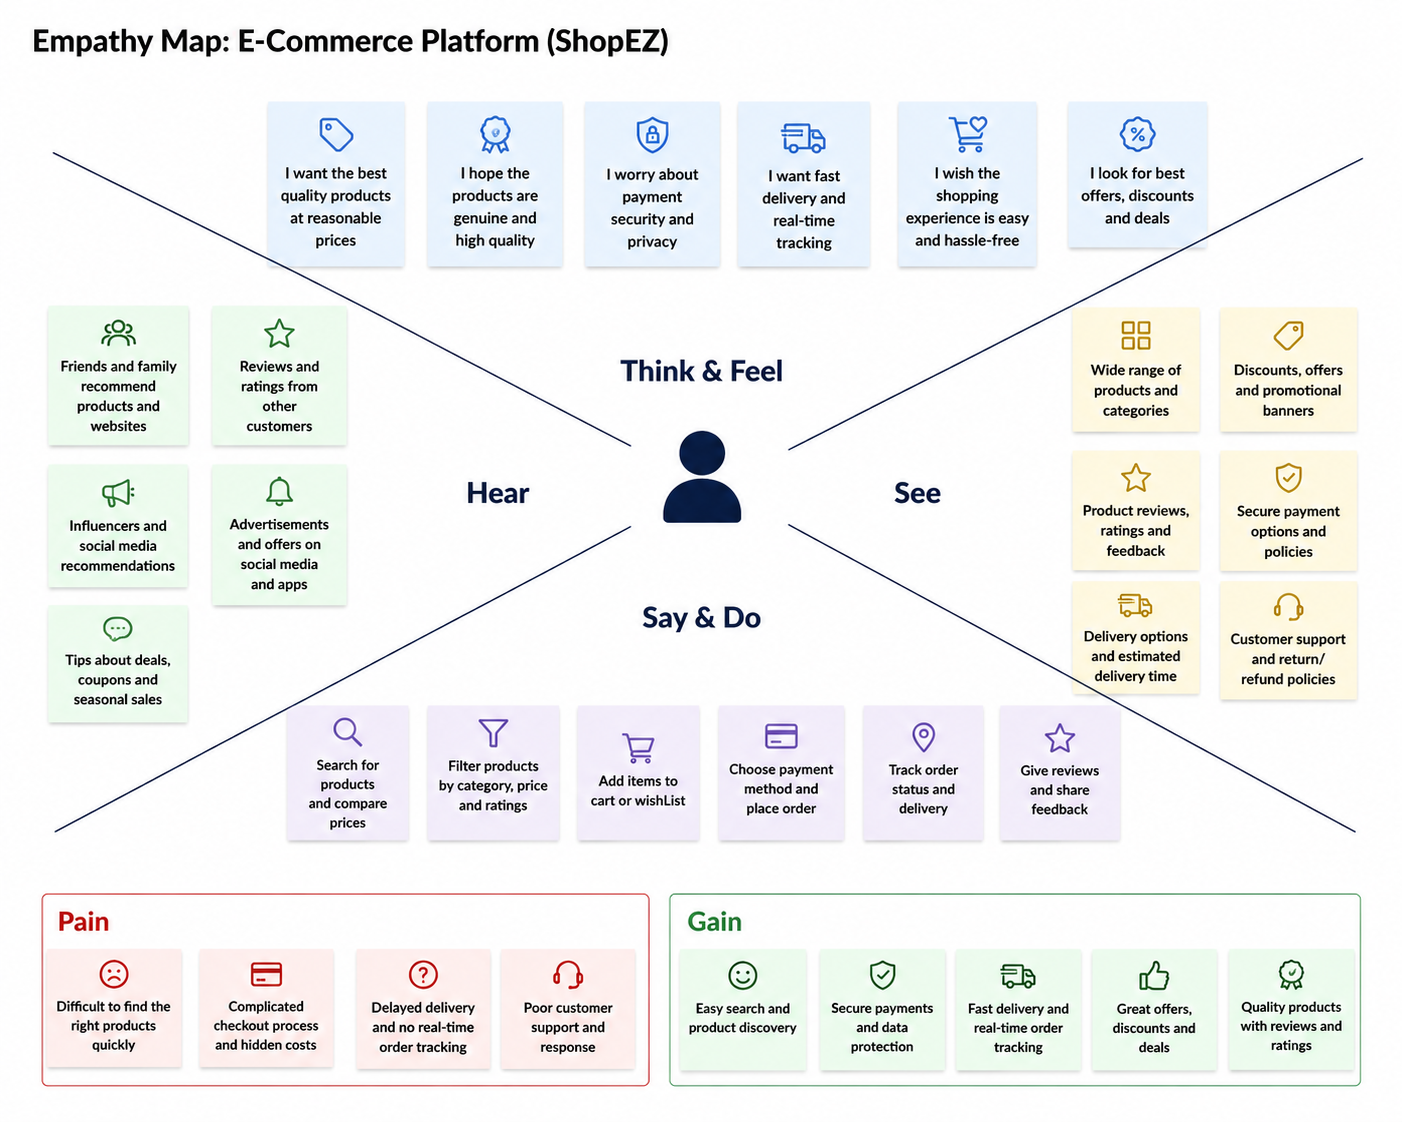 Empathy Map: E-Commerce Platform (ShopEZ)
I want the best
quality products
at reasonable
prices
I hope the
products are
genuine and
high quality
I worry about
payment
security and
privacy
I want fast
delivery and
real-time
tracking
I wish the
shopping
experience is easy
and hassle-free
I look for best
offers, discounts
and deals
Think & Feel
Friends and family
recommend
products and
websites
Reviews and
ratings from
other
customers
Influencers and
social media
recommendations
Advertisements
and offers on
social media
and apps
Tips about deals,
coupons and
seasonal sales
Hear
See
Wide range of
products and
categories
Discounts, offers
and promotional
banners
Product reviews,
ratings and
feedback
Secure payment
options and
policies
Delivery options
and estimated
delivery time
Customer support
and return/
refund policies
Say & Do
Search for
products
and compare
prices
Filter products
by category, price
and ratings
Add items to
cart or wishList
Choose payment
method and
place order
Track order
status and
delivery
Give reviews
and share
feedback
Pain
Difficult to find the
right products
quickly
Complicated
checkout process
and hidden costs
Delayed delivery
and no real-time
order tracking
Poor customer
support and
response
Gain
Easy search and
product discovery
Secure payments
and data
protection
Fast delivery and
real-time order
tracking
Great offers,
discounts and
deals
Quality products
with reviews and
ratings